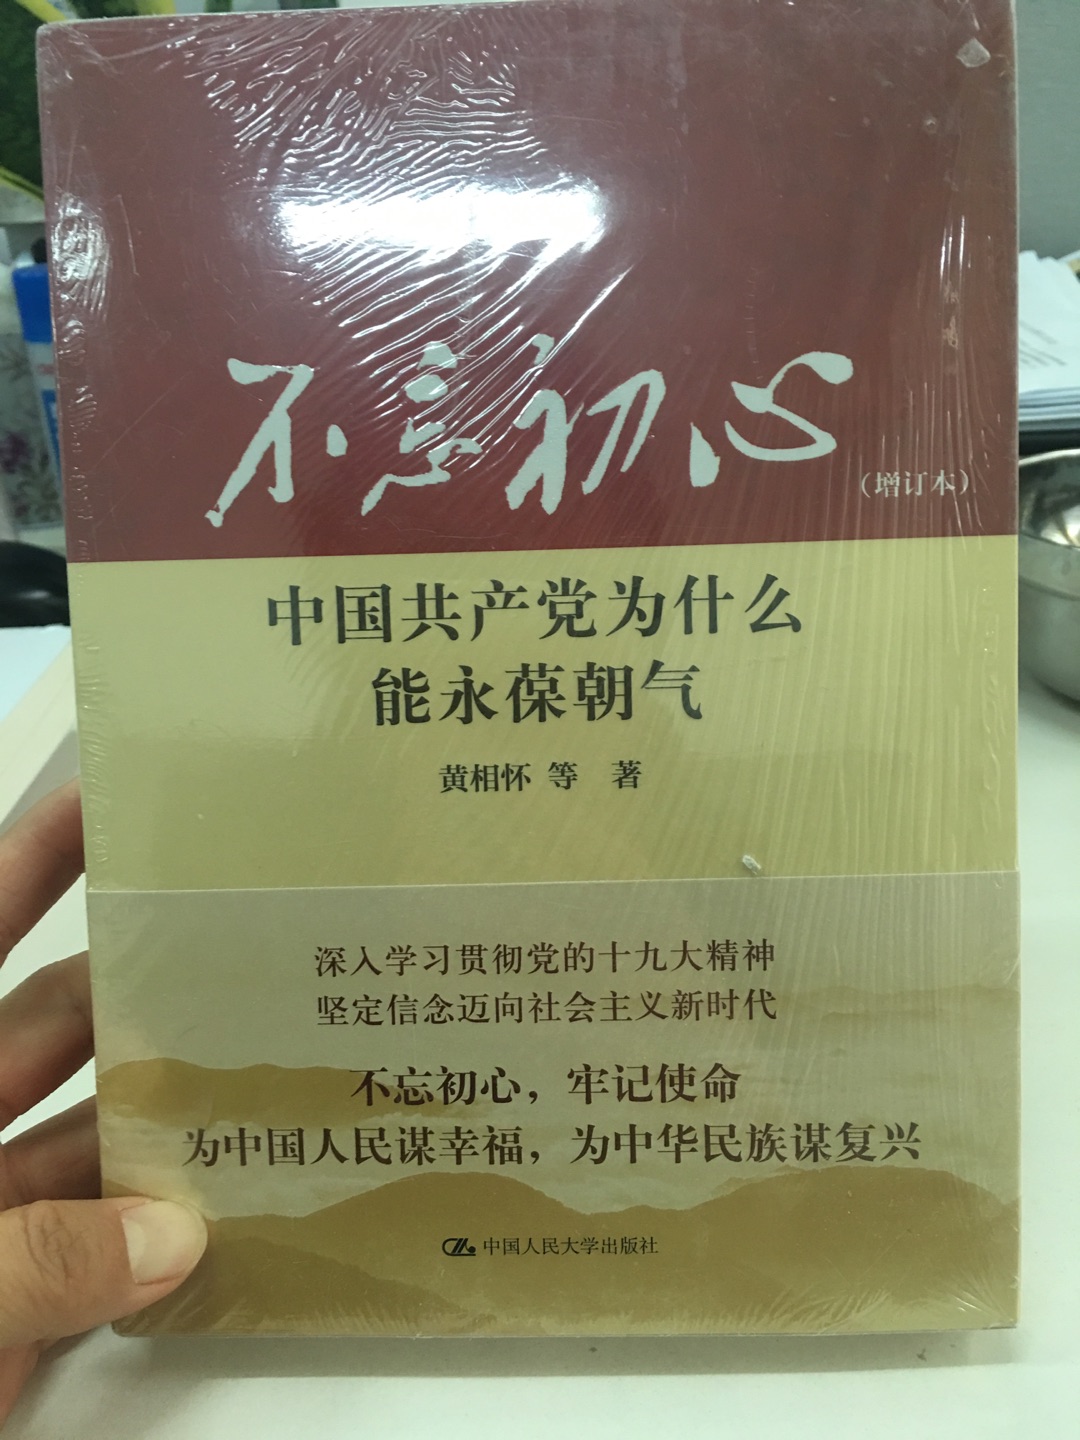 不忘初心
（增订本）
中国共产党为什么
能永葆朝气
黄相怀 等 著
深入学习贯彻党的十九大精神
坚定信念迈向社会主义新时代
不忘初心，牢记使命
为中国人民谋幸福，为中华民族谋复兴
中国人民大学出版社